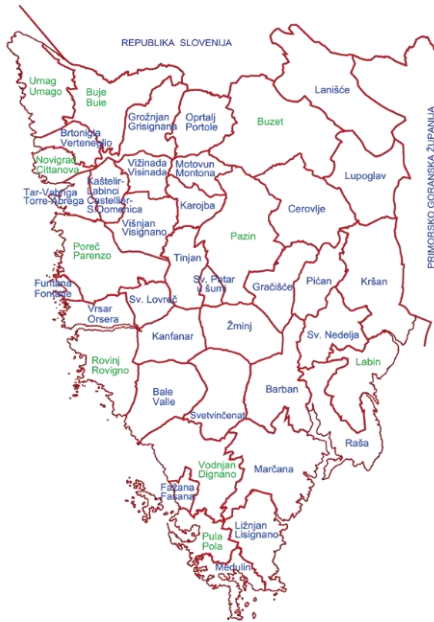 REPUBLIKA SLOVENIJA
Umag
Umago
Buje
Buie
Lanišće
Grožnjan
Grisignana
Oprtalj
Portole
Buzet
PRIMORSKO GORANSKA ŽUPANIJA
Brtonigla
Verteneglio
Novigrad
Cittanova
Vižinada
Visinada
Motovun
Montona
Lupoglav
Tar-Vabriga
Torre-Abrega
Kaštelir-
Labinci
Castellier-
S.Domenica
Karojba
Cerovlje
Višnjan
Visignano
Pazin
Poreč
Parenzo
Tinjan
Sv. Petar
u šumi
Gračišće
Pićan
Kršan
Funtana
Fontane
Sv. Lovreč
Vrsar
Orsera
Kanfanar
Žminj
Sv. Nedelja
Rovinj
Rovigno
Labin
Bale
Valle
Barban
Svetvinčenat
Raša
Vodnjan
Dignano
Marčana
Fažana
Fasana
Ližnjan
Lisignano
Pula
Pola
Medulin